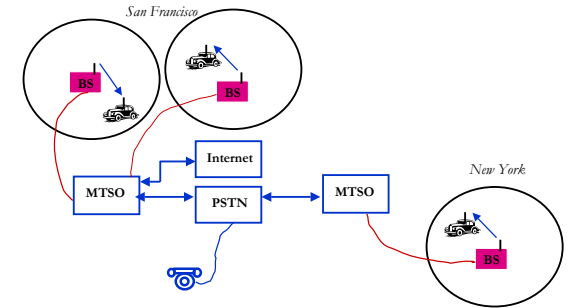 San Francisco
BS
BS
Internet
MTSO
PSTN
MTSO
New York
BS